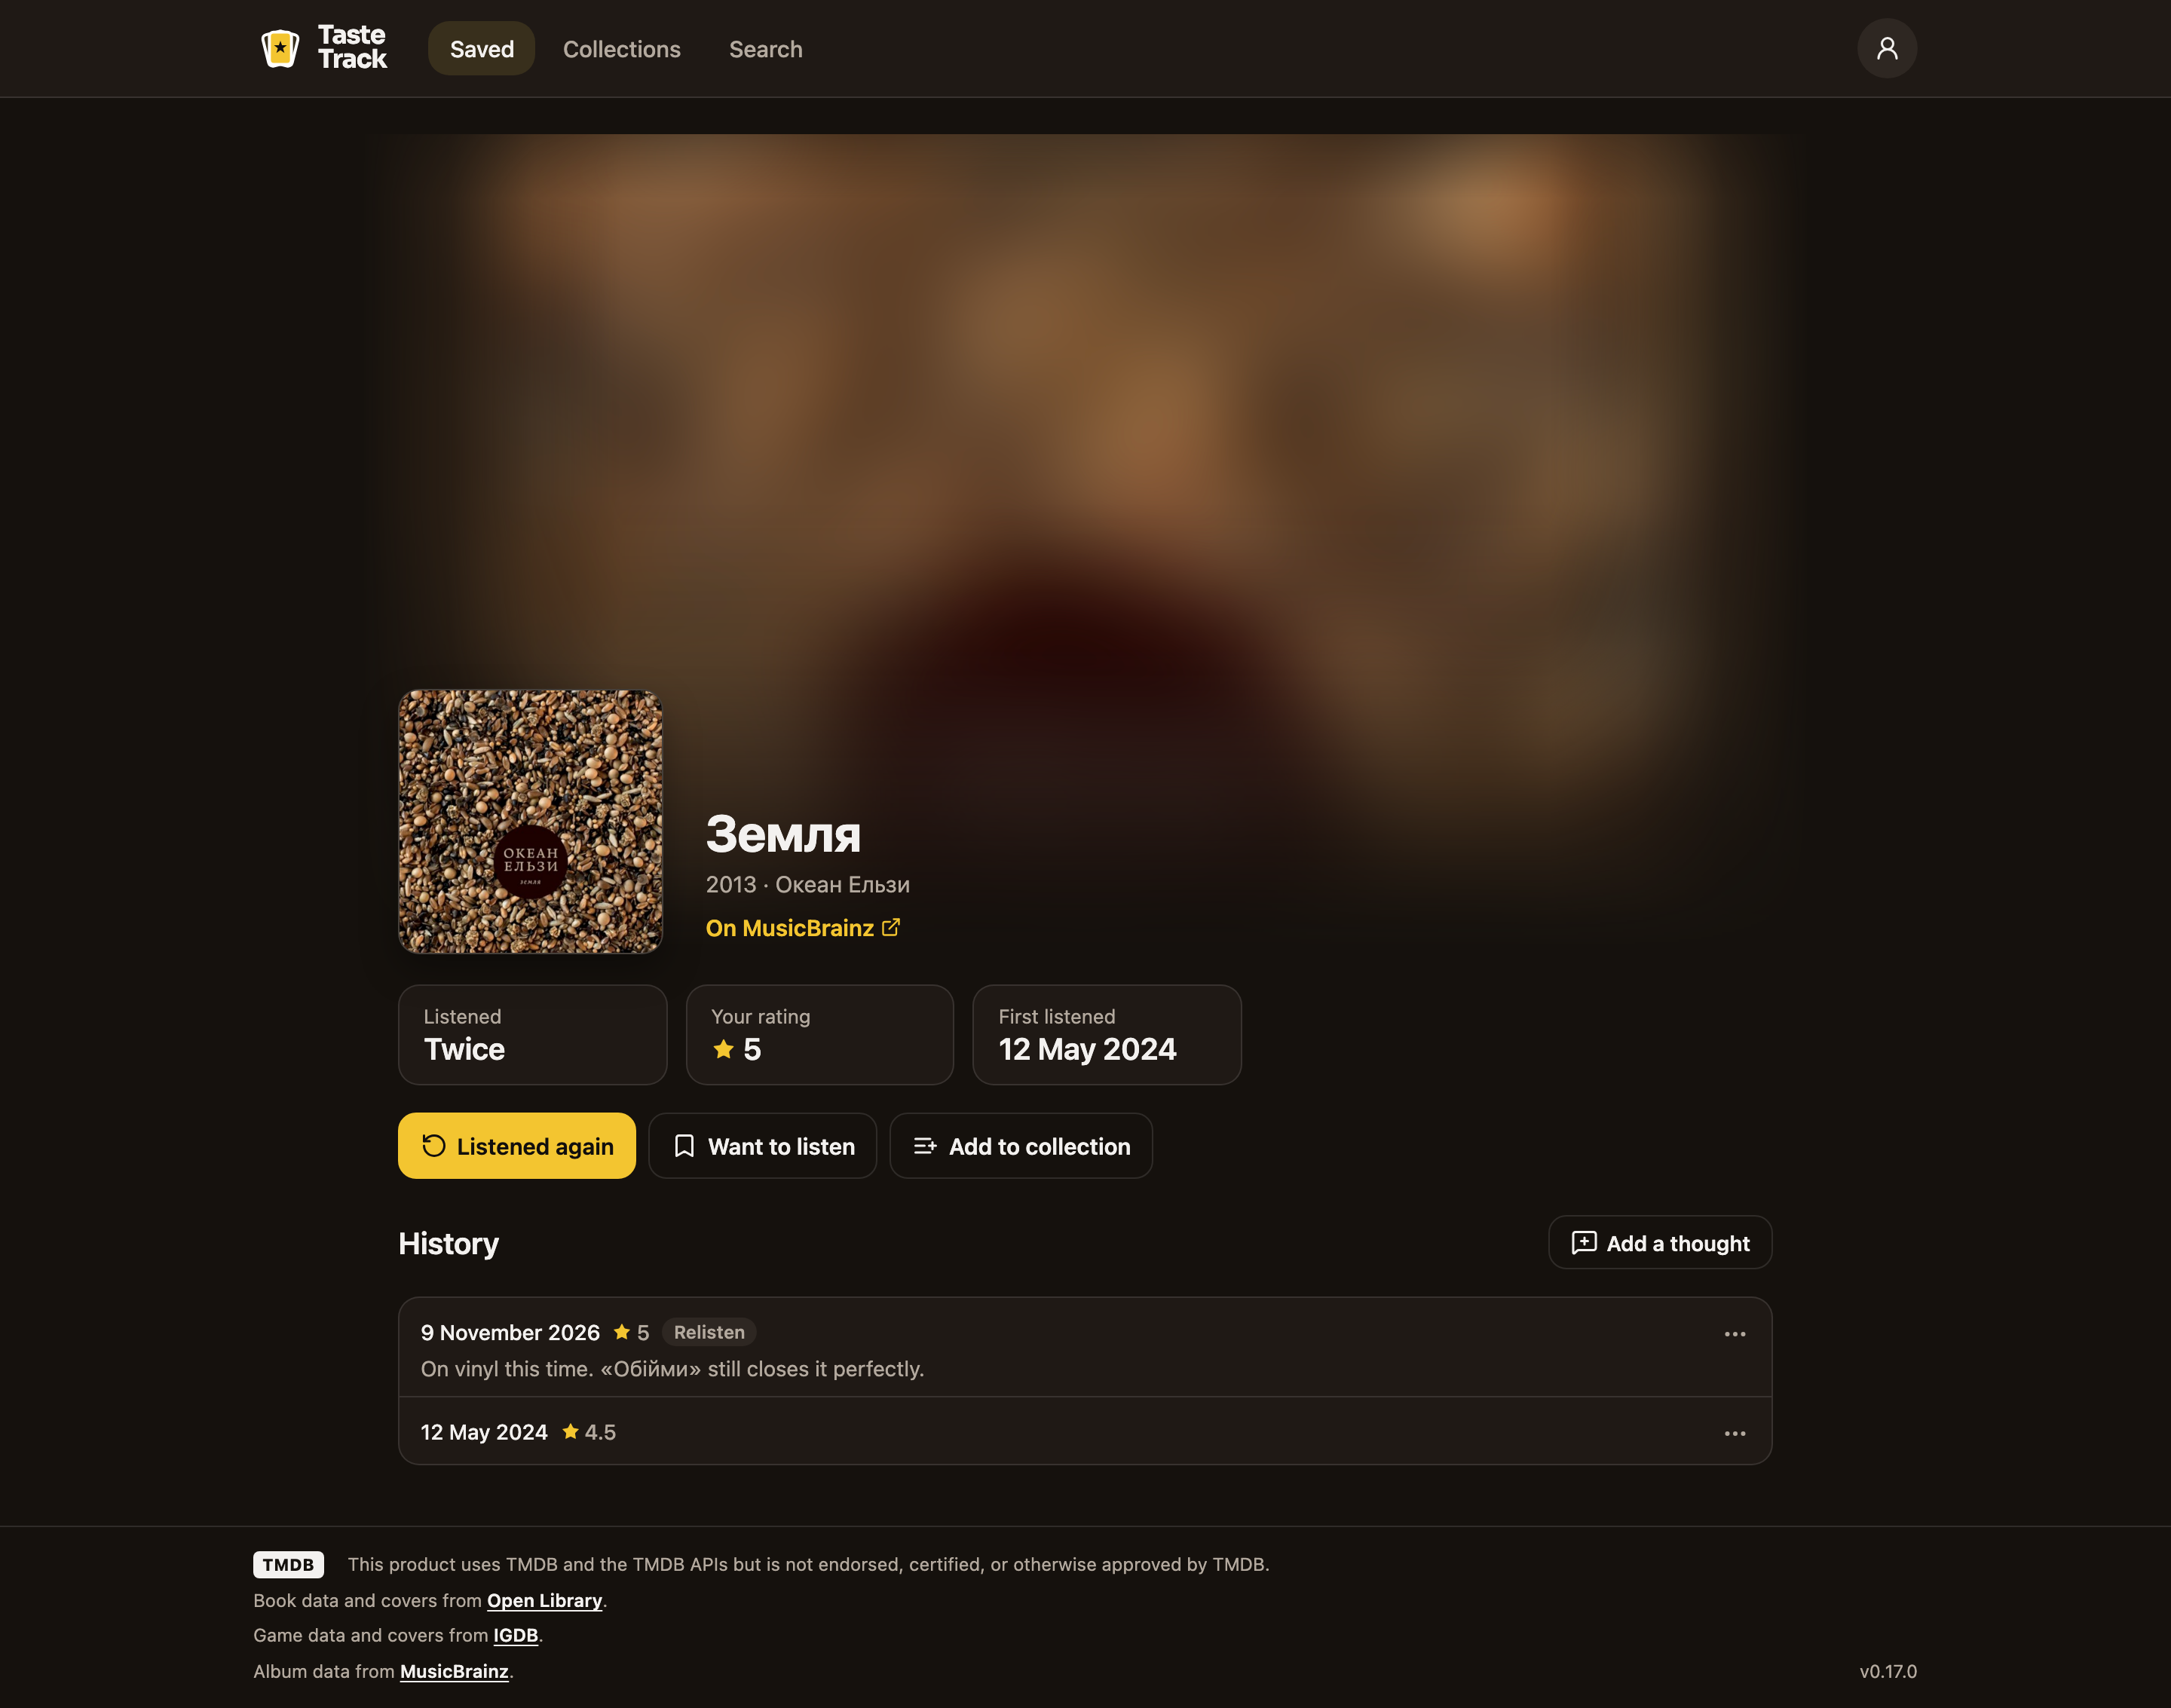 Taste
Track
Saved
Collections
Search
ОКЕАН
ЕЛЬЗИ
земля
Земля
2013 · Океан Ельзи
On MusicBrainz
Listened
Twice
Your rating
5
First listened
12 May 2024
Listened again
Want to listen
Add to collection
History
Add a thought
9 November 2026 5 Relisten
On vinyl this time. «Обійми» still closes it perfectly.
12 May 2024 4.5
TMDB This product uses TMDB and the TMDB APIs but is not endorsed, certified, or otherwise approved by TMDB.
Book data and covers from Open Library.
Game data and covers from IGDB.
Album data from MusicBrainz.
v0.17.0